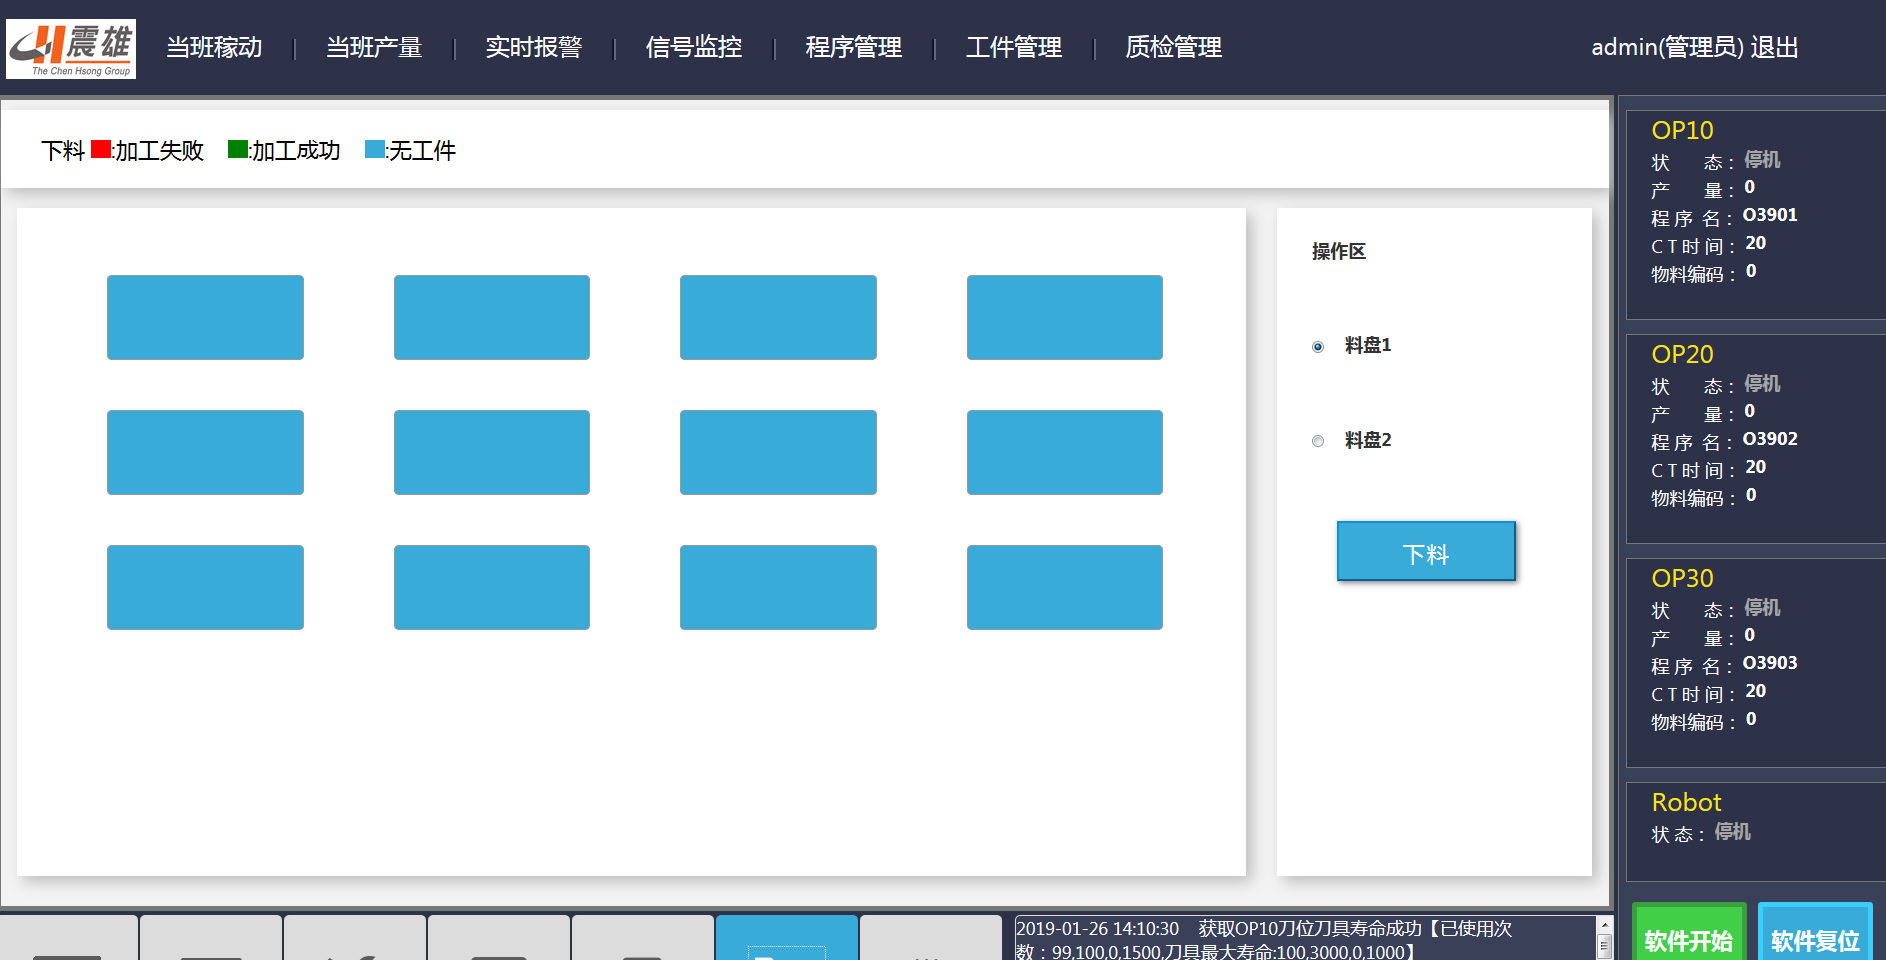 震雄
The Chen Hsong Group
当班稼动 | 当班产量 | 实时报警 | 信号监控 | 程序管理 | 工件管理 | 质检管理
admin(管理员) 退出
下料 :加工失败 :加工成功 :无工件
操作区
料盘1
料盘2
下料
OP10
状 态: 停机
产 量: 0
程 序 名: O3901
C T 时 间: 20
物料编码: 0
OP20
状 态: 停机
产 量: 0
程 序 名: O3902
C T 时 间: 20
物料编码: 0
OP30
状 态: 停机
产 量: 0
程 序 名: O3903
C T 时 间: 20
物料编码: 0
Robot
状 态: 停机
2019-01-26 14:10:30 获取OP10刀位刀具寿命成功【已使用次
数:99,100,0,1500,刀具最大寿命:100,3000,0,1000】
软件开始
软件复位